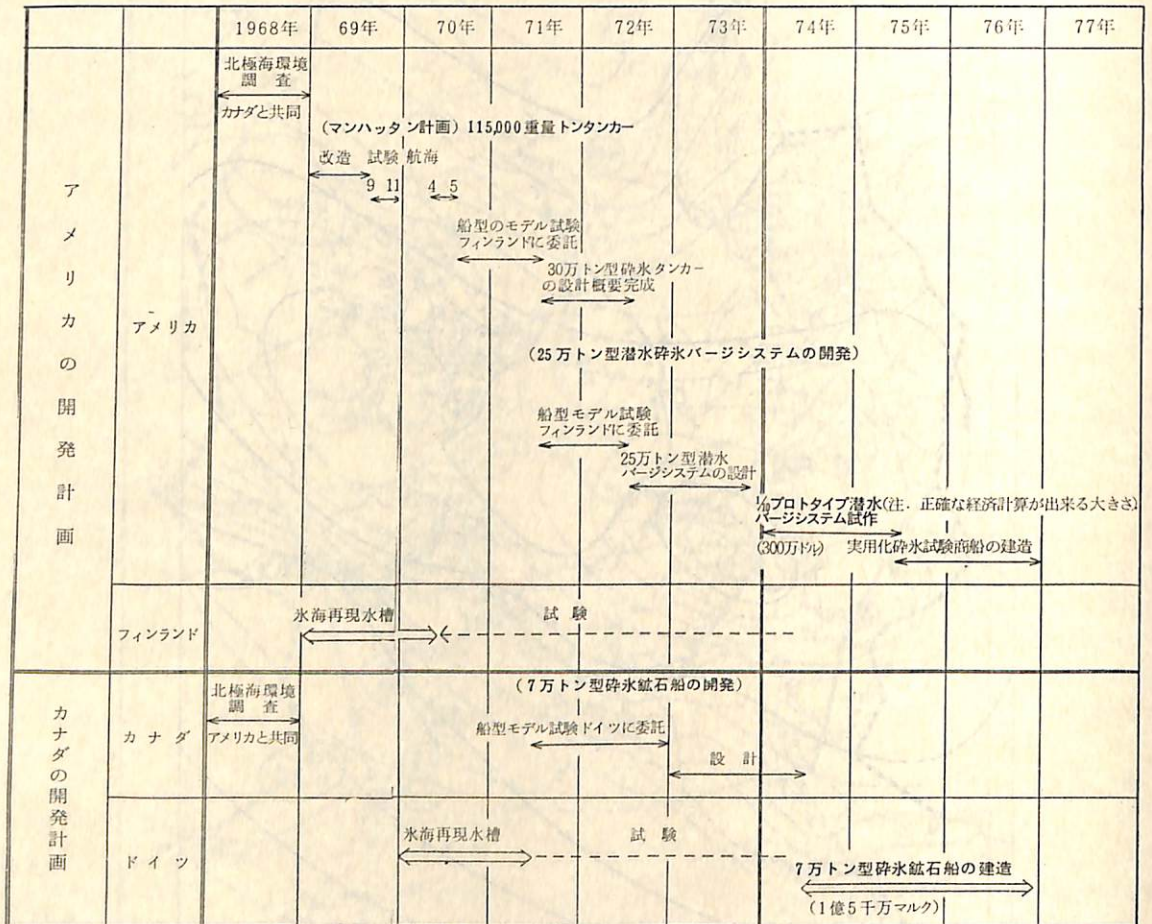 1968年 69年 70年 71年 72年 73年 74年 75年 76年 77年
アメリカの開発計画
アメリカ
北極海環境
調 査
カナダと共同
(マンハッタン計画) 115,000重量トンタンカー
改造 試験 航海
9 11 4 5
船型のモデル試験
フィンランドに委託
30万トン型砕氷タンカー
の設計概要完成
(25万トン型潜水砕氷バージシステムの開発)
船型モデル試験
フィンランドに委託
25万トン型潜水
バージシステムの設計
1/10プロトタイプ潜水(注．正確な経済計算が出来る大きさ)
バージシステム試作
(300万ドル) 実用化砕氷試験商船の建造
フィンランド
氷海再現水槽 試 験
カナダの開発計画
カ ナ ダ
北極海環境
調 査
アメリカと共同
(7万トン型砕氷鉱石船の開発)
船型モデル試験ドイツに委託
設 計
ド イ ツ
氷海再現水槽 試 験
7万トン型砕氷鉱石船の建造
(1億5千万マルク)